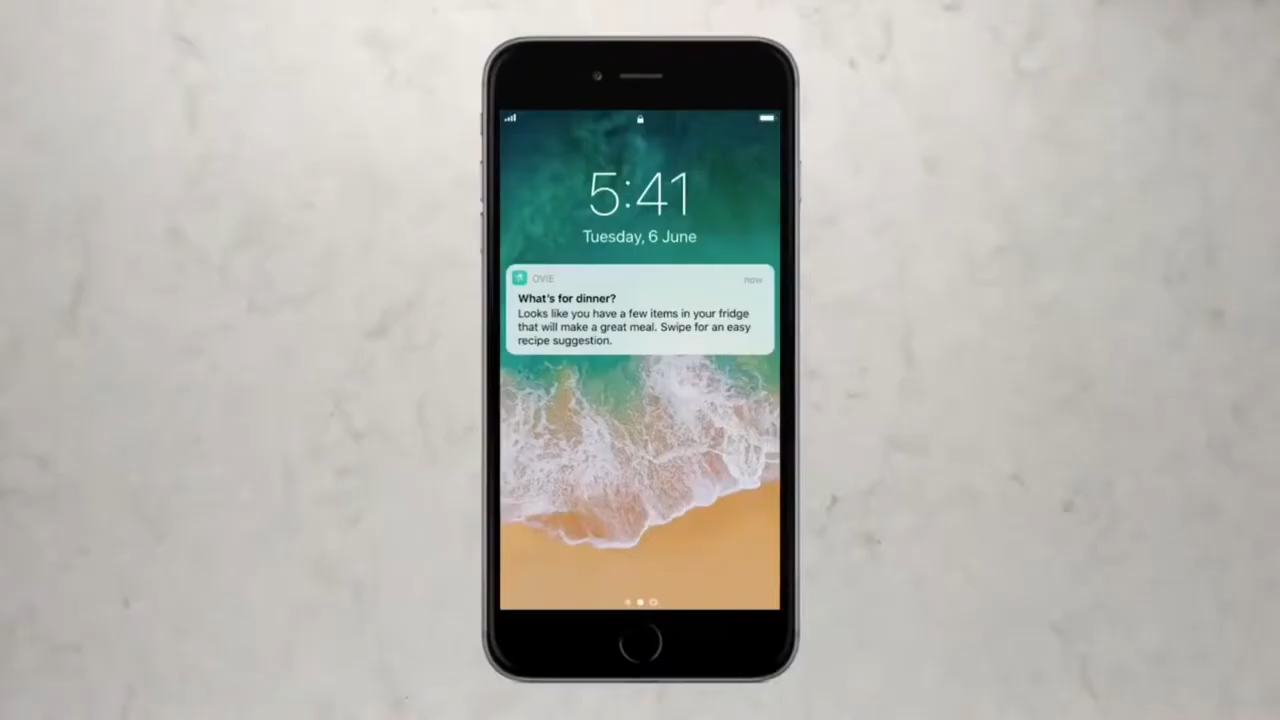 5:41
Tuesday, 6 June
OVIE
now
What's for dinner?
Looks like you have a few items in your fridge
that will make a great meal. Swipe for an easy
recipe suggestion.